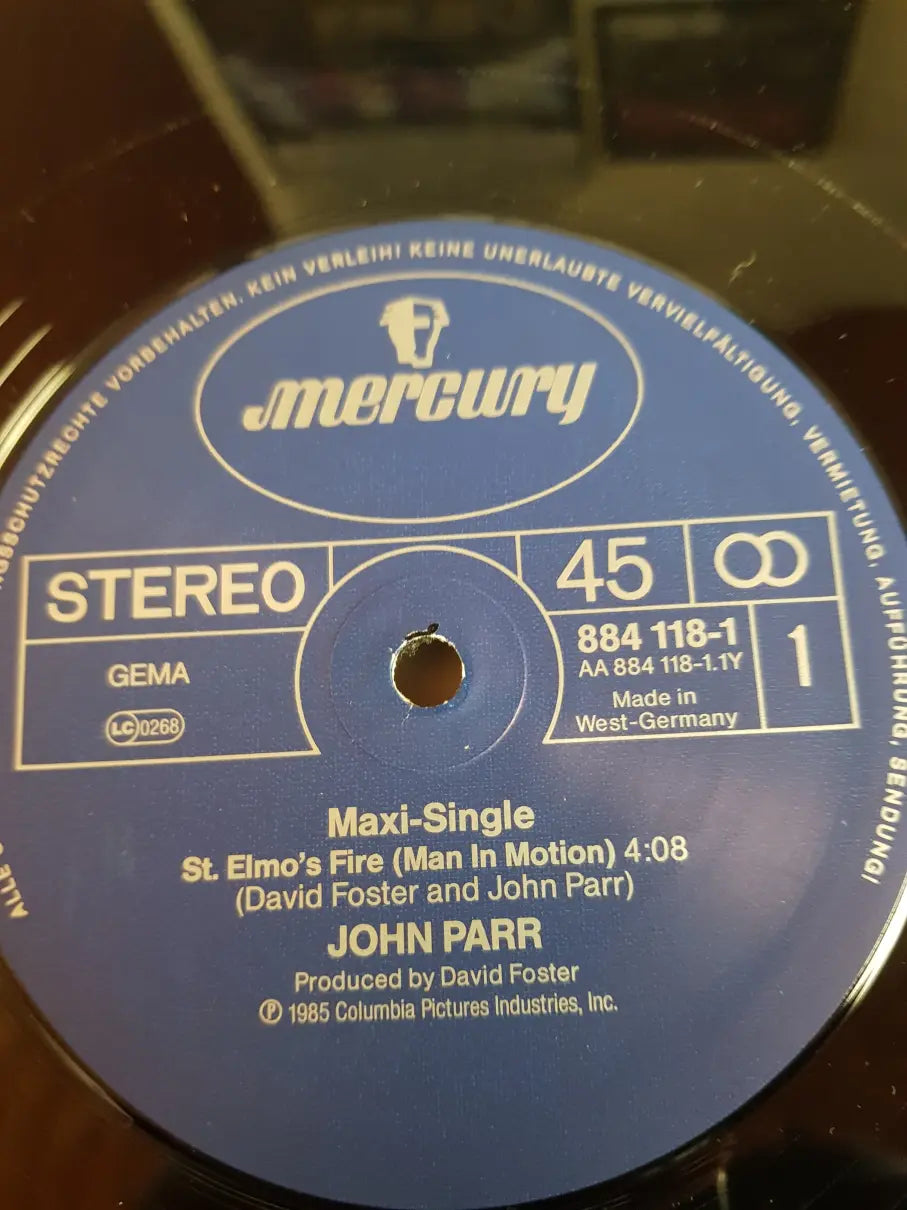 ALLE
AUSSCHUTZRECHTE VORBEHALTEN. KEIN VERLEIH! KEINE UNERLAUBTE VERVIELFÄLTIGUNG, VERMIETUNG, AUFFÜHRUNG, SENDUNG!
mercury
STEREO
45
GEMA
884 118-1
AA 884 118-1.1Y
1
LC 0268
Made in
West-Germany
Maxi-Single
St. Elmo's Fire (Man In Motion) 4:08
(David Foster and John Parr)
JOHN PARR
Produced by David Foster
℗ 1985 Columbia Pictures Industries, Inc.